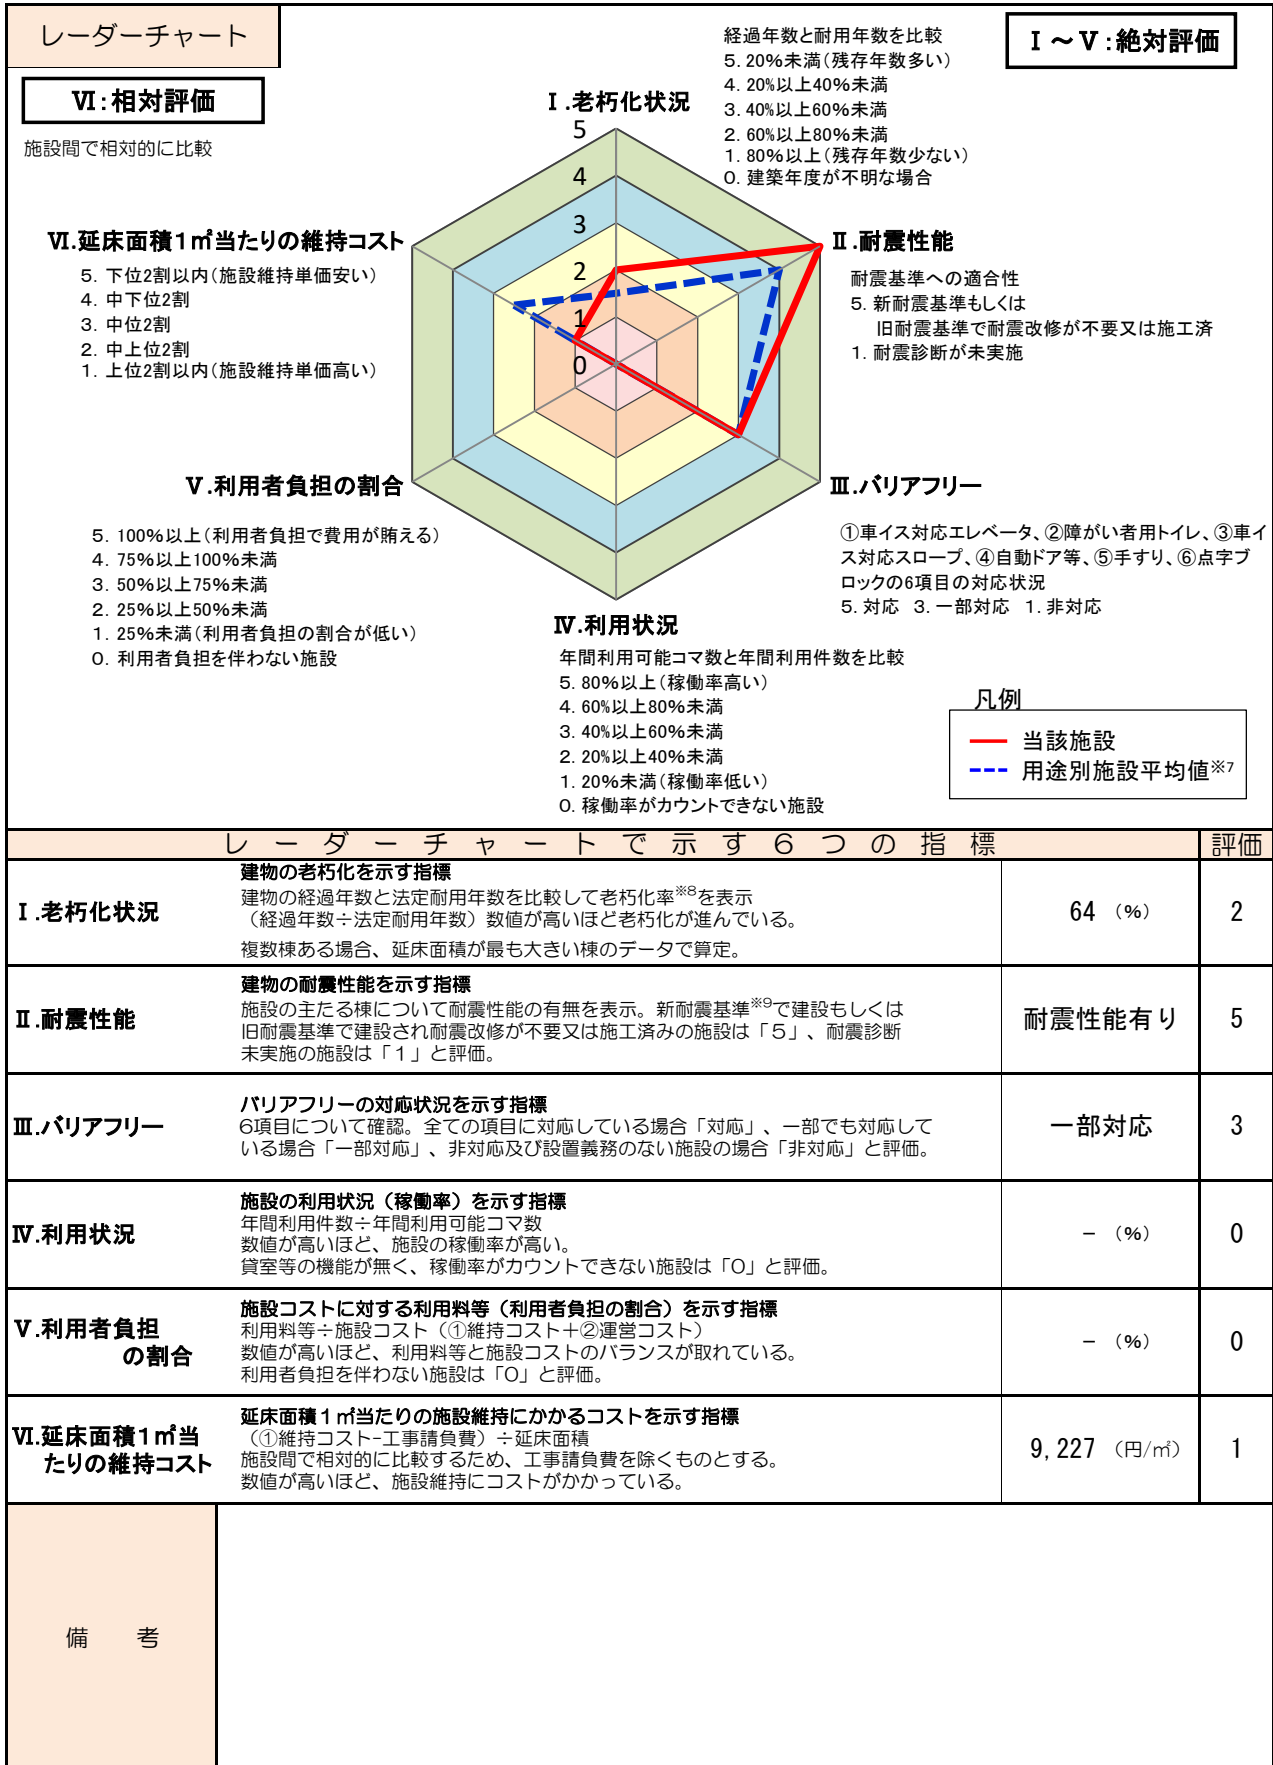 レーダーチャート
Ⅰ～Ⅴ:絶対評価
Ⅵ:相対評価
施設間で相対的に比較
経過年数と耐用年数を比較
5. 20%未満(残存年数多い)
4. 20%以上40%未満
3. 40%以上60%未満
2. 60%以上80%未満
1. 80%以上(残存年数少ない)
0. 建築年度が不明な場合
Ⅰ.老朽化状況
5
4
3
2
1
0
Ⅵ.延床面積1㎡当たりの維持コスト
5. 下位2割以内(施設維持単価安い)
4. 中下位2割
3. 中位2割
2. 中上位2割
1. 上位2割以内(施設維持単価高い)
Ⅱ.耐震性能
耐震基準への適合性
5. 新耐震基準もしくは
旧耐震基準で耐震改修が不要又は施工済
1. 耐震診断が未実施
Ⅴ.利用者負担の割合
5. 100%以上(利用者負担で費用が賄える)
4. 75%以上100%未満
3. 50%以上75%未満
2. 25%以上50%未満
1. 25%未満(利用者負担の割合が低い)
0. 利用者負担を伴わない施設
Ⅲ.バリアフリー
①車イス対応エレベータ、②障がい者用トイレ、③車イ
ス対応スロープ、④自動ドア等、⑤手すり、⑥点字ブ
ロックの6項目の対応状況
5. 対応 3. 一部対応 1. 非対応
Ⅳ.利用状況
年間利用可能コマ数と年間利用件数を比較
5. 80%以上(稼働率高い)
4. 60%以上80%未満
3. 40%以上60%未満
2. 20%以上40%未満
1. 20%未満(稼働率低い)
0. 稼働率がカウントできない施設
凡例
当該施設
用途別施設平均値※7
レーダーチャートで示す6つの指標 評価
Ⅰ.老朽化状況
建物の老朽化を示す指標
建物の経過年数と法定耐用年数を比較して老朽化率※8を表示
（経過年数÷法定耐用年数）数値が高いほど老朽化が進んでいる。
複数棟ある場合、延床面積が最も大きい棟のデータで算定。
64 (%) 2
Ⅱ.耐震性能
建物の耐震性能を示す指標
施設の主たる棟について耐震性能の有無を表示。新耐震基準※9で建設もしくは
旧耐震基準で建設され耐震改修が不要又は施工済みの施設は「5」、耐震診断
未実施の施設は「1」と評価。
耐震性能有り 5
Ⅲ.バリアフリー
バリアフリーの対応状況を示す指標
6項目について確認。全ての項目に対応している場合「対応」、一部でも対応して
いる場合「一部対応」、非対応及び設置義務のない施設の場合「非対応」と評価。
一部対応 3
Ⅳ.利用状況
施設の利用状況（稼働率）を示す指標
年間利用件数÷年間利用可能コマ数
数値が高いほど、施設の稼働率が高い。
貸室等の機能が無く、稼働率がカウントできない施設は「0」と評価。
－ (%) 0
Ⅴ.利用者負担
の割合
施設コストに対する利用料等（利用者負担の割合）を示す指標
利用料等÷施設コスト（①維持コスト＋②運営コスト）
数値が高いほど、利用料等と施設コストのバランスが取れている。
利用者負担を伴わない施設は「0」と評価。
－ (%) 0
Ⅵ.延床面積1㎡当
たりの維持コスト
延床面積1㎡当たりの施設維持にかかるコストを示す指標
（①維持コスト-工事請負費）÷延床面積
施設間で相対的に比較するため、工事請負費を除くものとする。
数値が高いほど、施設維持にコストがかかっている。
9,227 (円/㎡) 1
備 考